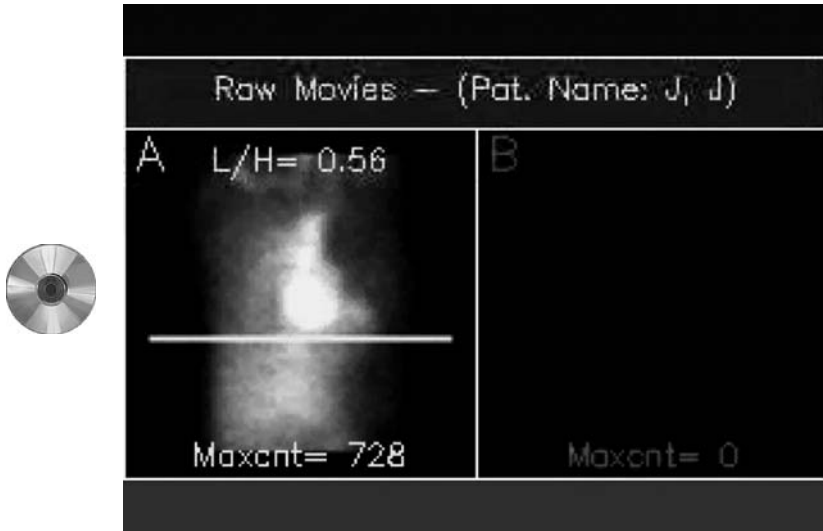 Raw Movies – (Pat. Name: J, J)
A
L/H= 0.56
B
Maxcnt= 728
Maxcnt= 0